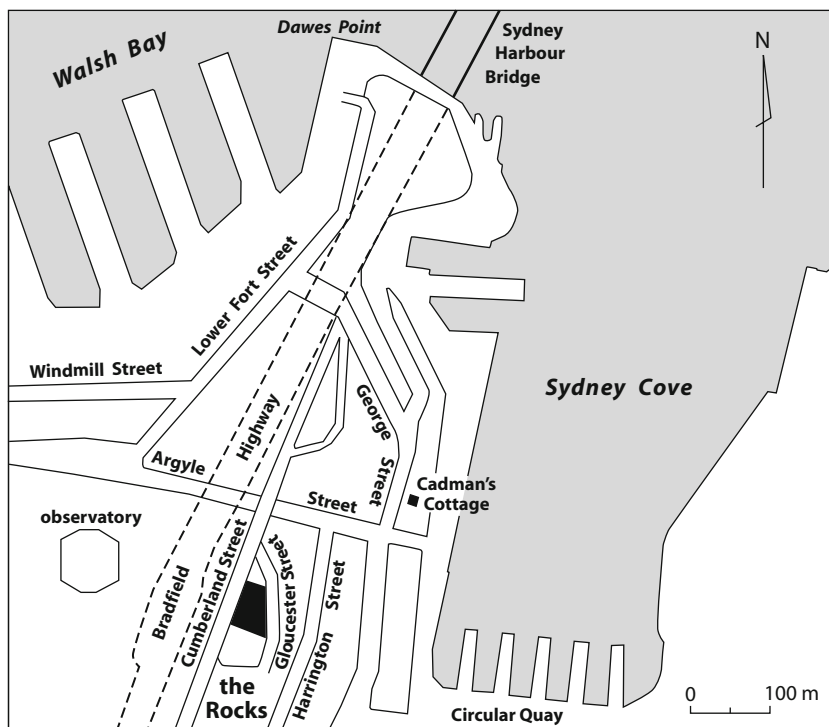 Dawes Point
Sydney
Harbour
Bridge
N
Walsh Bay
Lower Fort Street
Windmill Street
Sydney Cove
Highway
George
Street
Argyle
Street
Cadman's
Cottage
observatory
Bradfield
Cumberland Street
Gloucester Street
Harrington
Street
the
Rocks
Circular Quay
0 100 m